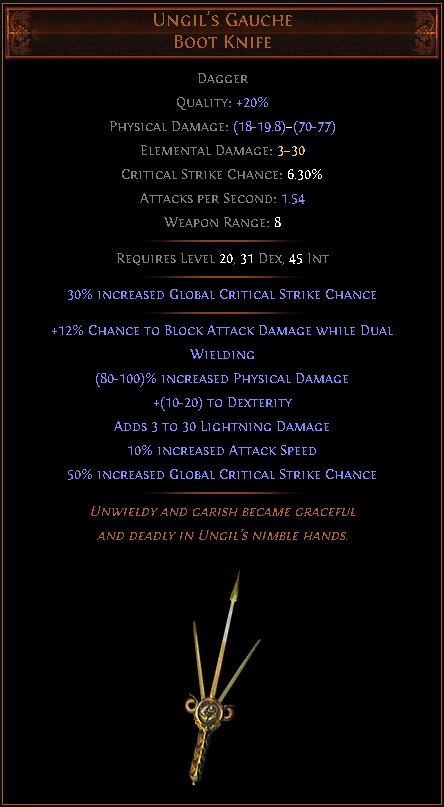 Ungil's Gauche
Boot Knife
Dagger
Quality: +20%
Physical Damage: (18-19.8)–(70-77)
Elemental Damage: 3–30
Critical Strike Chance: 6.30%
Attacks per Second: 1.54
Weapon Range: 8
Requires Level 20, 31 Dex, 45 Int
30% increased Global Critical Strike Chance
+12% Chance to Block Attack Damage while Dual
Wielding
(80-100)% increased Physical Damage
+(10-20) to Dexterity
Adds 3 to 30 Lightning Damage
10% increased Attack Speed
50% increased Global Critical Strike Chance
Unwieldy and garish became graceful
and deadly in Ungil's nimble hands.